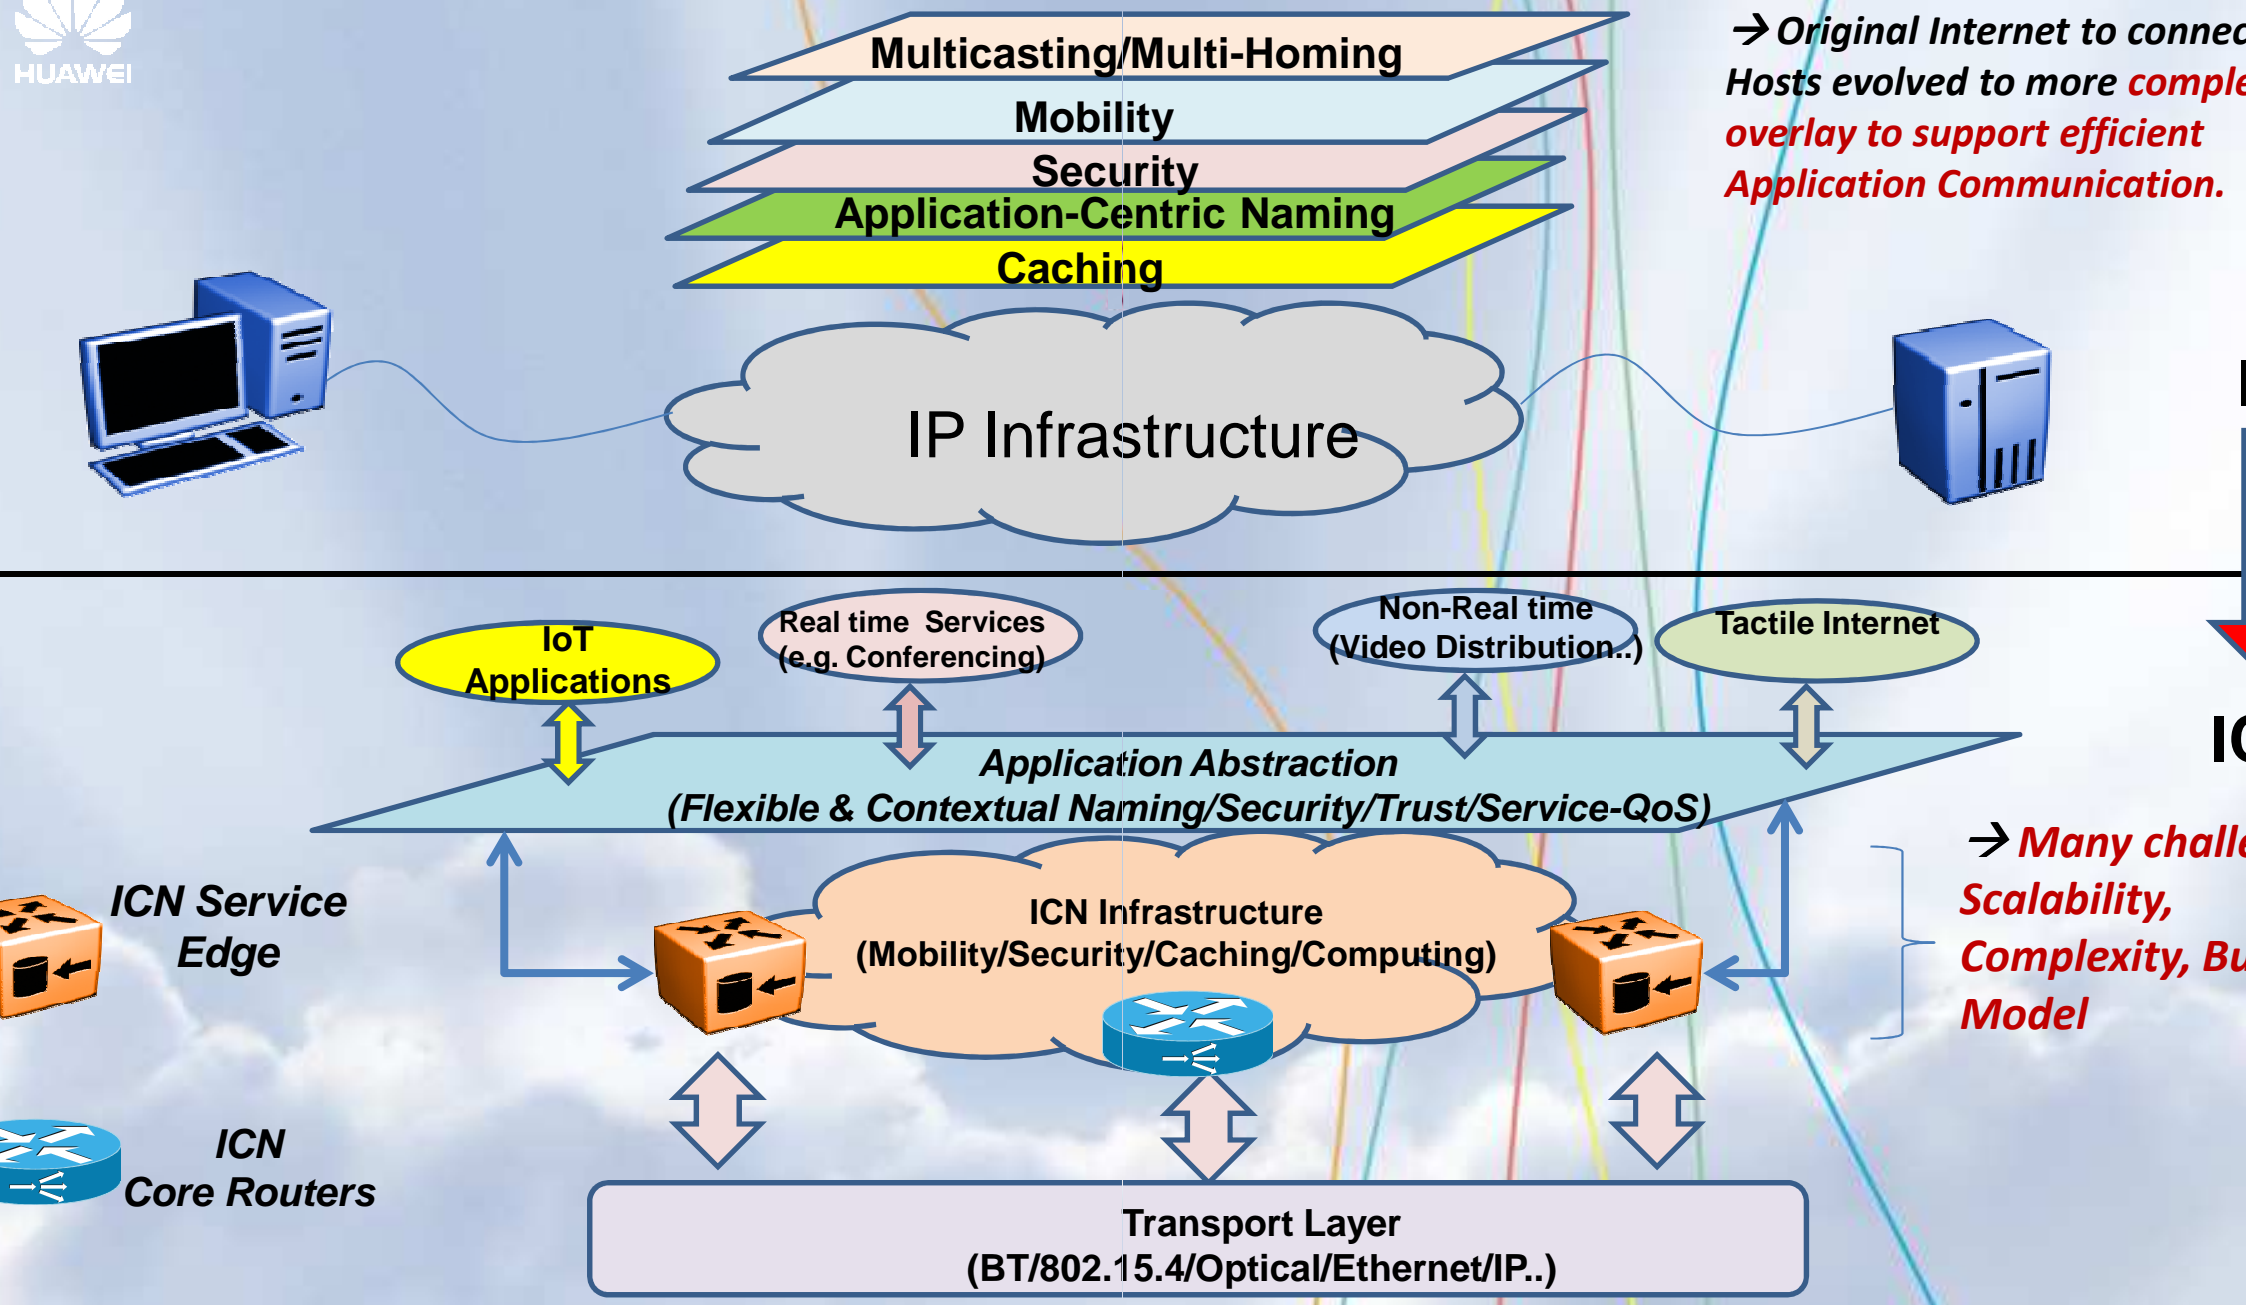 HUAWEI
Multicasting/Multi-Homing
Mobility
Security
Application-Centric Naming
Caching
→ Original Internet to connec
Hosts evolved to more comple
overlay to support efficient
Application Communication.
IP Infrastructure
IoT
Applications
Real time Services
(e.g. Conferencing)
Non-Real time
(Video Distribution..)
Tactile Internet
Application Abstraction
(Flexible & Contextual Naming/Security/Trust/Service-QoS)
IC
ICN Service
Edge
ICN Infrastructure
(Mobility/Security/Caching/Computing)
→ Many challe
Scalability,
Complexity, Bu
Model
ICN
Core Routers
Transport Layer
(BT/802.15.4/Optical/Ethernet/IP..)